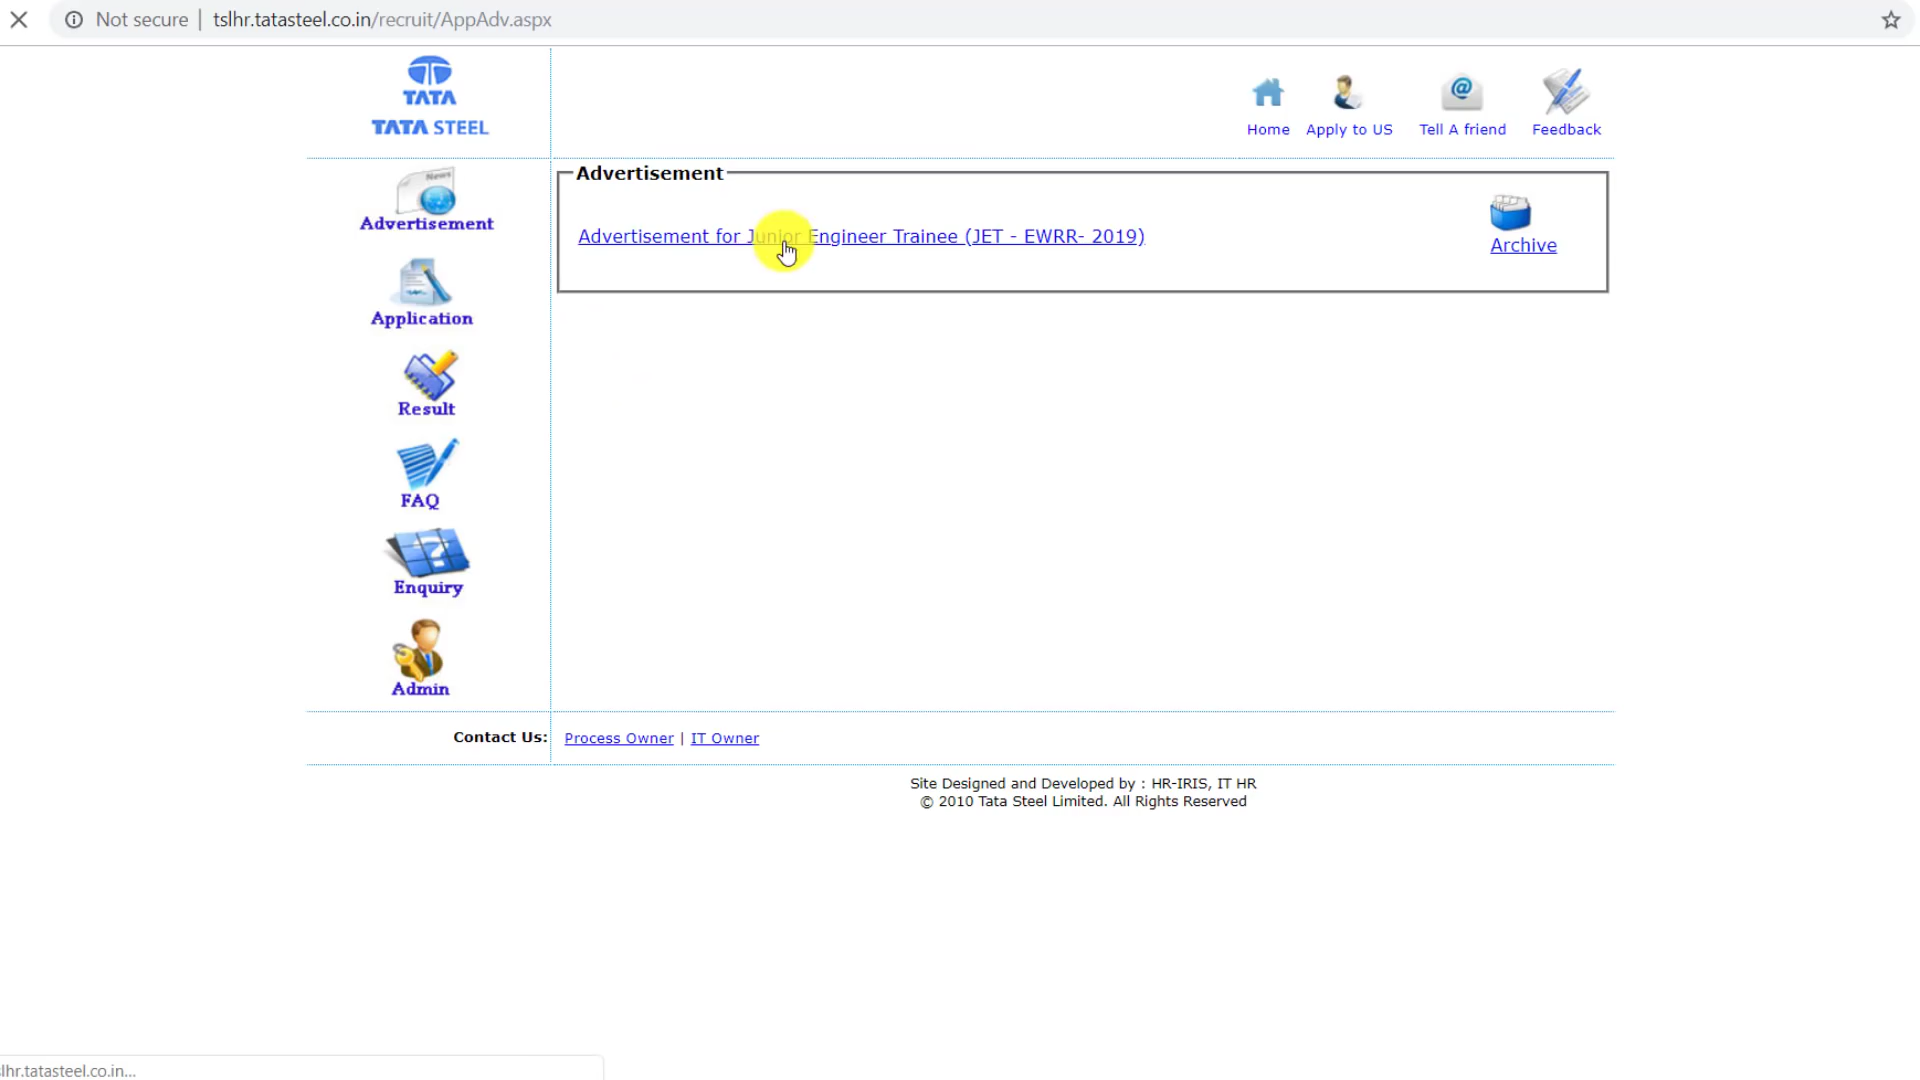 Not secure | tslhr.tatasteel.co.in/recruit/AppAdv.aspx
TATA
TATA STEEL
Home
Apply to US
Tell A friend
Feedback
Advertisement
Application
Result
FAQ
Enquiry
Admin
Advertisement
Advertisement for Junior Engineer Trainee (JET - EWRR- 2019)
Archive
Contact Us:
Process Owner | IT Owner
Site Designed and Developed by : HR-IRIS, IT HR
© 2010 Tata Steel Limited. All Rights Reserved
slhr.tatasteel.co.in...